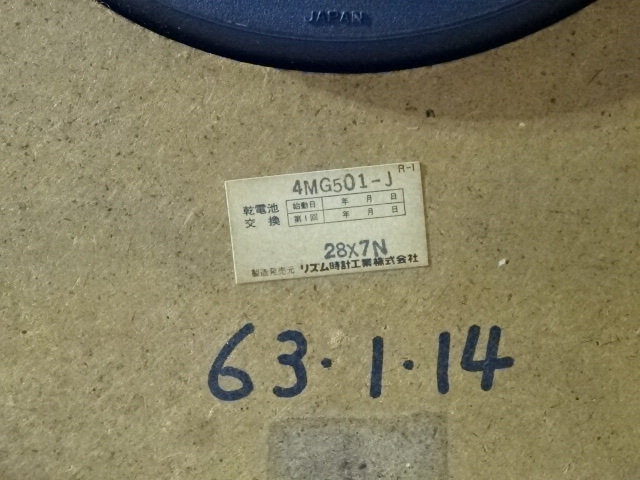 JAPAN
R-1
4MG501-J
乾電池
交換
始動日 年 月 日
第1回 年 月 日
28X7N
製造発売元 リズム時計工業株式会社
63.1.14